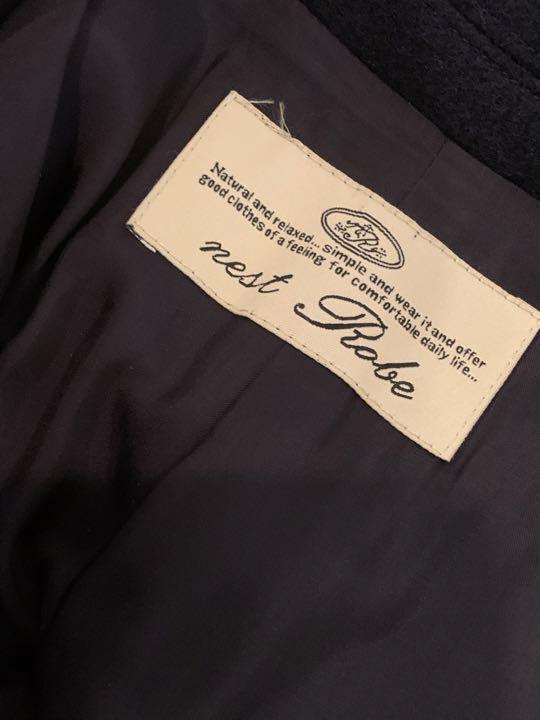 Natural and relaxed... simple and wear it and offer
good clothes of a feeling for comfortable daily life...
nest Robe